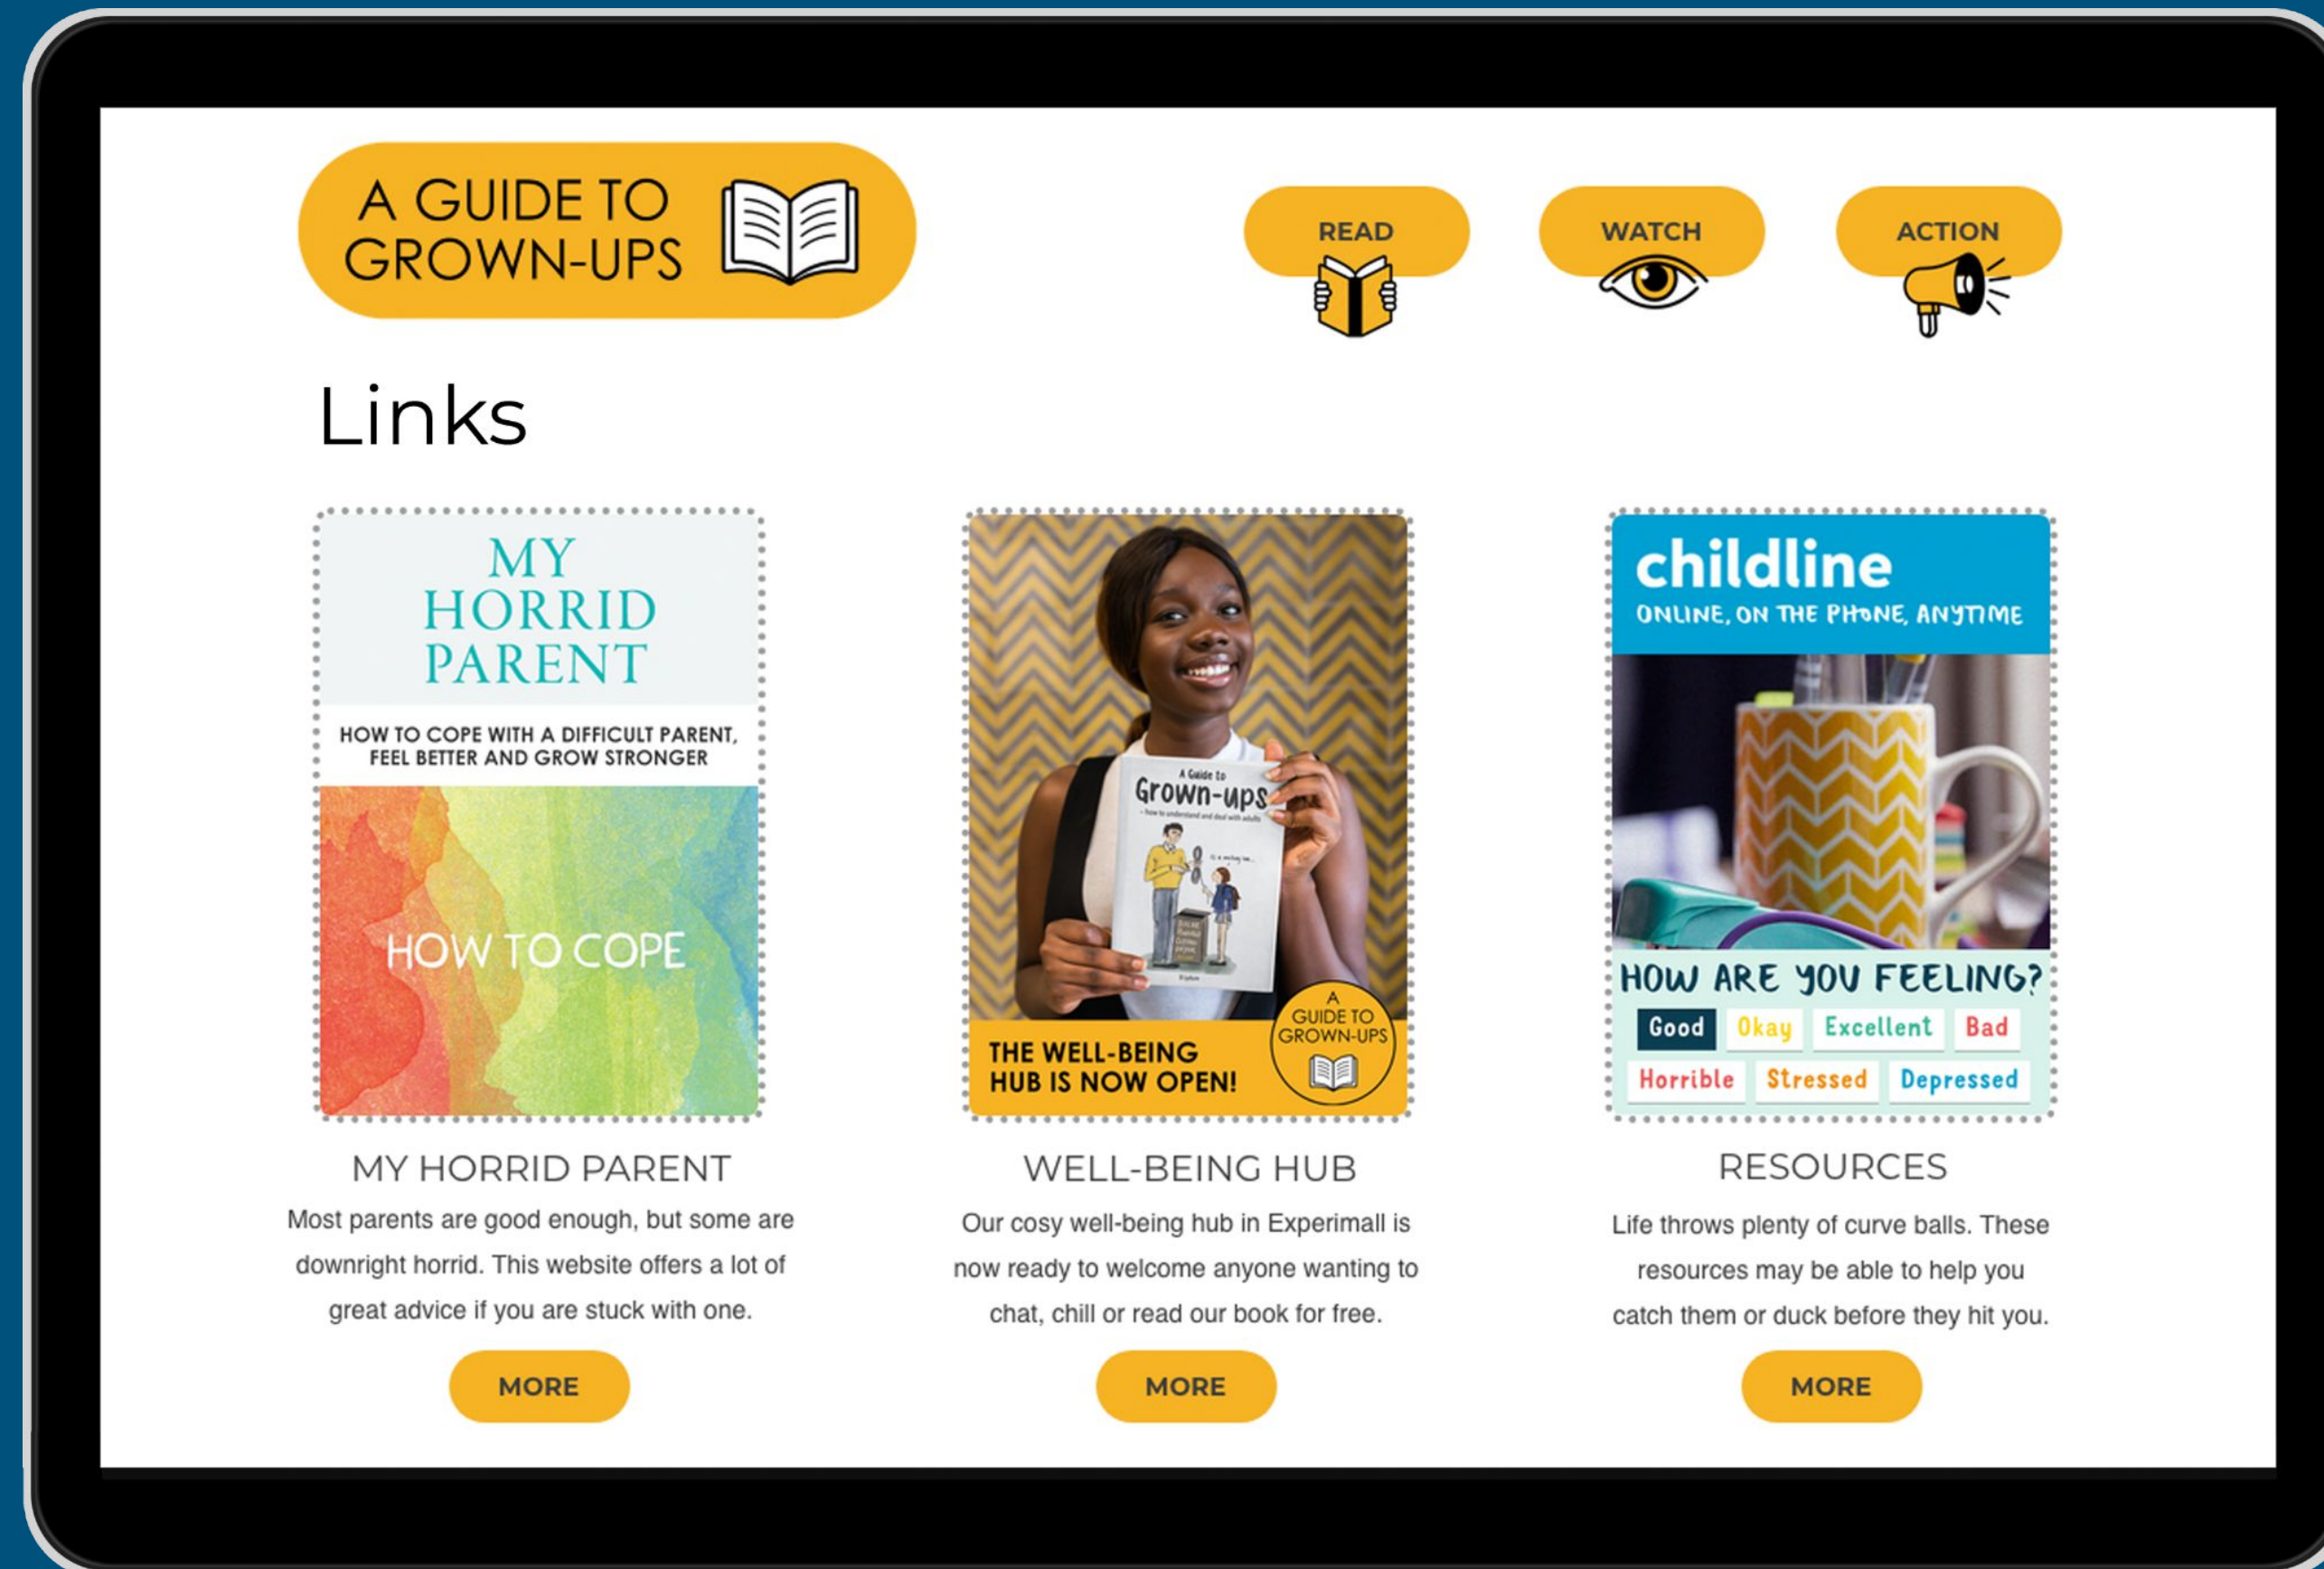 A GUIDE TO
GROWN-UPS
READ
WATCH
ACTION
Links
MY
HORRID
PARENT
HOW TO COPE WITH A DIFFICULT PARENT,
FEEL BETTER AND GROW STRONGER
HOW TO COPE
MY HORRID PARENT
Most parents are good enough, but some are
downright horrid. This website offers a lot of
great advice if you are stuck with one.
MORE
A Guide to
Grown-ups
- how to understand and deal with adults
THE WELL-BEING
HUB IS NOW OPEN!
A
GUIDE TO
GROWN-UPS
WELL-BEING HUB
Our cosy well-being hub in Experimall is
now ready to welcome anyone wanting to
chat, chill or read our book for free.
MORE
childline
ONLINE, ON THE PHONE, ANYTIME
HOW ARE YOU FEELING?
Good Okay Excellent Bad
Horrible Stressed Depressed
RESOURCES
Life throws plenty of curve balls. These
resources may be able to help you
catch them or duck before they hit you.
MORE